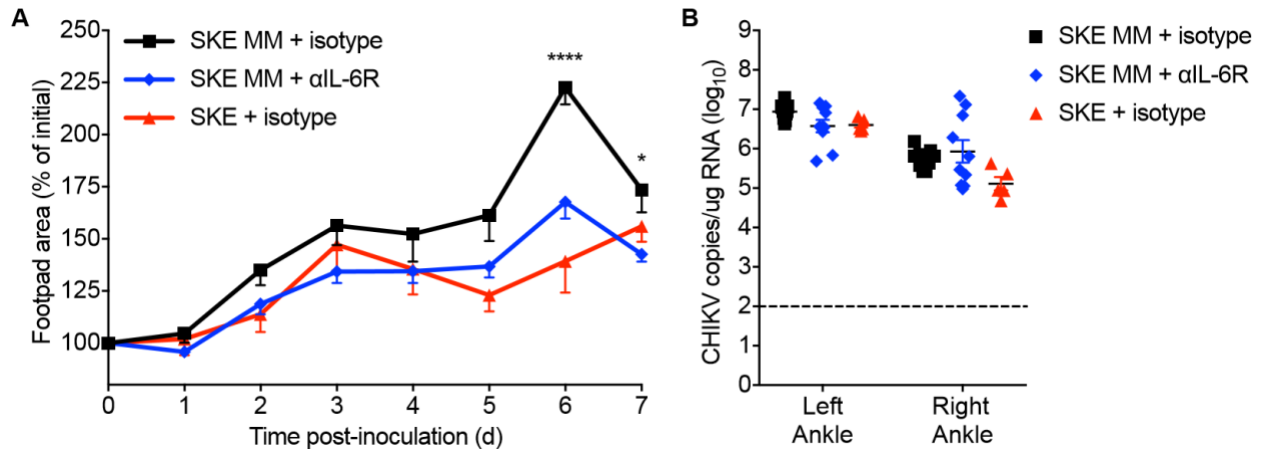 A
250
225
200
175
150
125
100
Footpad area (% of initial)
SKE MM + isotype
SKE MM + αIL-6R
SKE + isotype
****
*
0 1 2 3 4 5 6 7
Time post-inoculation (d)
B
9
8
7
6
5
4
3
2
1
0
CHIKV copies/ug RNA (log10)
SKE MM + isotype
SKE MM + αIL-6R
SKE + isotype
Left
Ankle
Right
Ankle